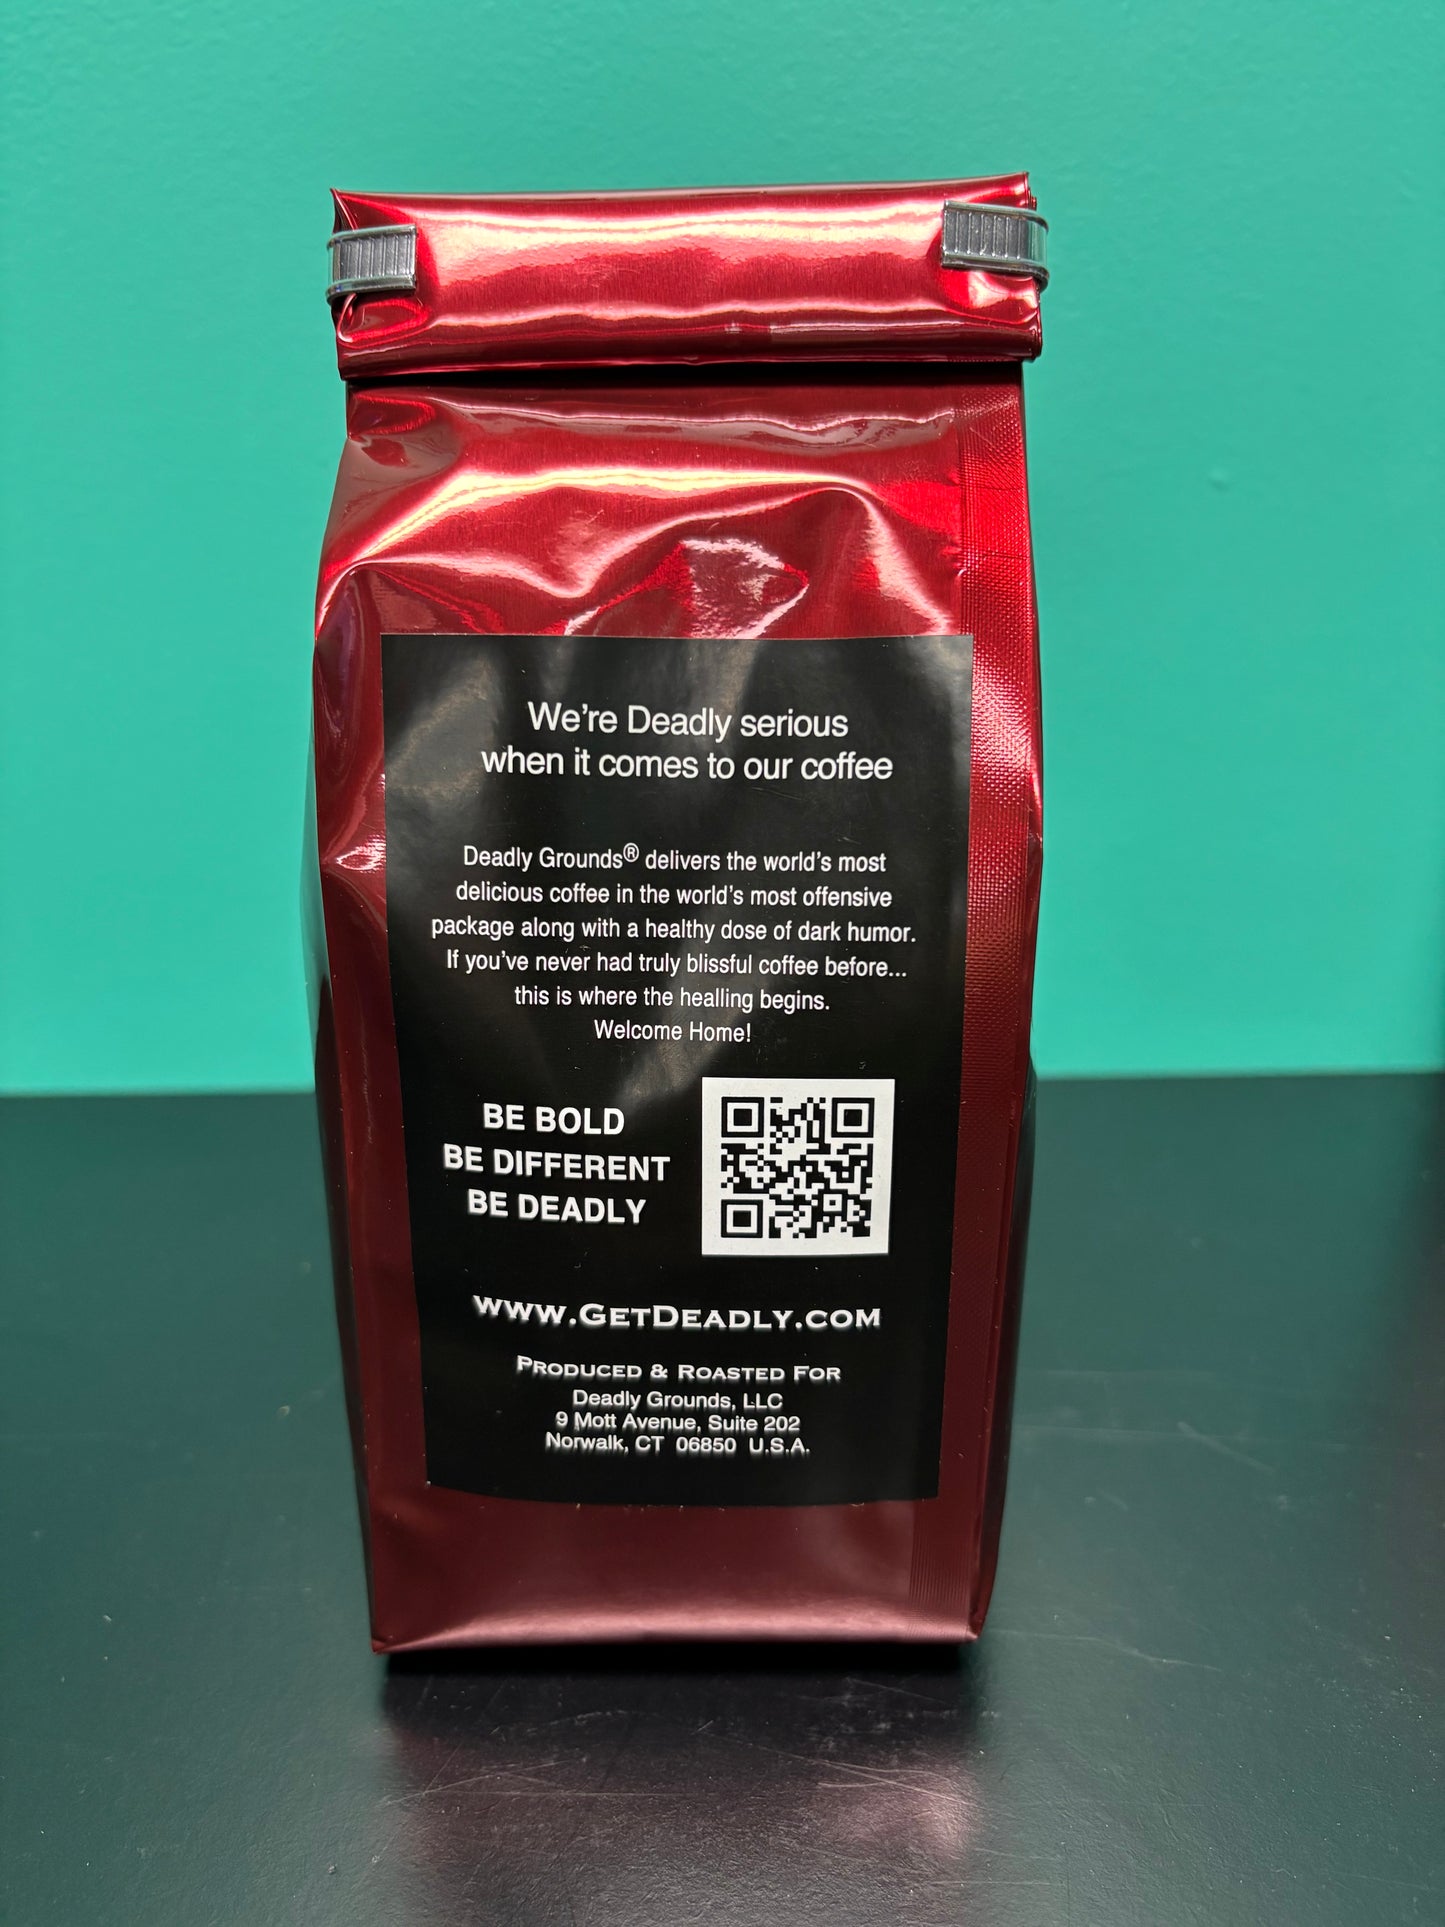 We're Deadly serious
when it comes to our coffee
Deadly Grounds® delivers the world's most
delicious coffee in the world's most offensive
package along with a healthy dose of dark humor.
If you've never had truly blissful coffee before...
this is where the healling begins.
Welcome Home!
BE BOLD
BE DIFFERENT
BE DEADLY
WWW.GETDEADLY.COM
PRODUCED & ROASTED FOR
Deadly Grounds, LLC
9 Mott Avenue, Suite 202
Norwalk, CT 06850 U.S.A.